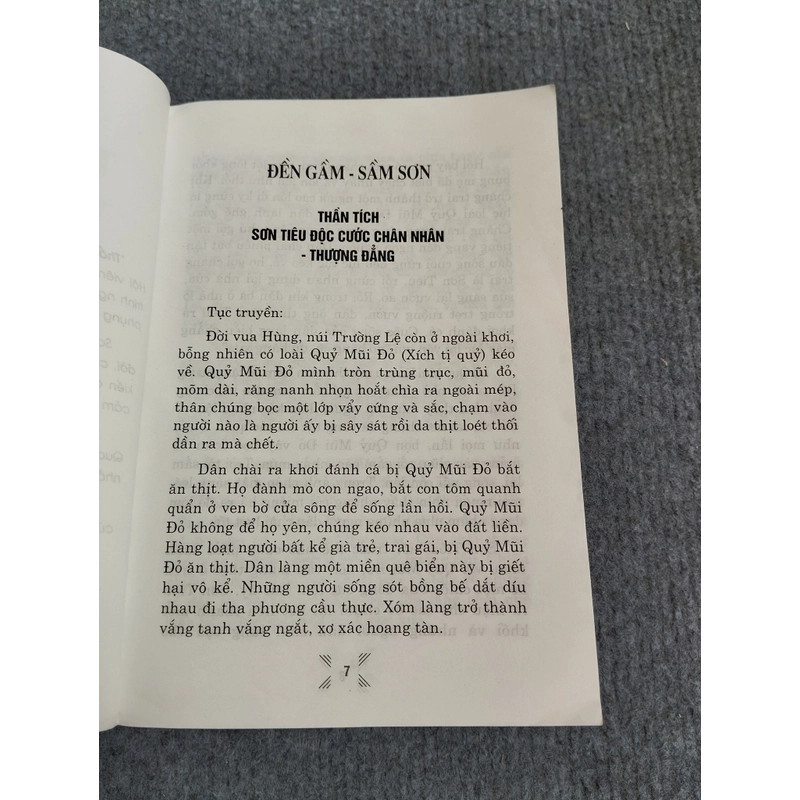 ĐỀN GẦM - SẦM SƠN
THẦN TÍCH
SƠN TIÊU ĐỘC CƯỚC CHÂN NHÂN
- THƯỢNG ĐẲNG
Tục truyền:
Đời vua Hùng, núi Trường Lệ còn ở ngoài khơi,
bỗng nhiên có loài Quỷ Mũi Đỏ (Xích tị quỷ) kéo
về. Quỷ Mũi Đỏ mình tròn trùng trục, mũi đỏ,
mõm dài, răng nanh nhọn hoắt chìa ra ngoài mép,
thân chúng bọc một lớp vẩy cứng và sắc, chạm vào
người nào là người ấy bị sây sát rồi da thịt loét thối
dần ra mà chết.
Dân chài ra khơi đánh cá bị Quỷ Mũi Đỏ bắt
ăn thịt. Họ đành mò con ngao, bắt con tôm quanh
quẩn ở ven bờ cửa sông để sống lần hồi. Quỷ Mũi
Đỏ không để họ yên, chúng kéo nhau vào đất liền.
Hàng loạt người bất kể già trẻ, trai gái, bị Quỷ Mũi
Đỏ ăn thịt. Dân làng một miền quê biển này bị giết
hại vô kể. Những người sống sót bồng bế dắt díu
nhau đi tha phương cầu thực. Xóm làng trở thành
vắng tanh vắng ngắt, xơ xác hoang tàn.
7